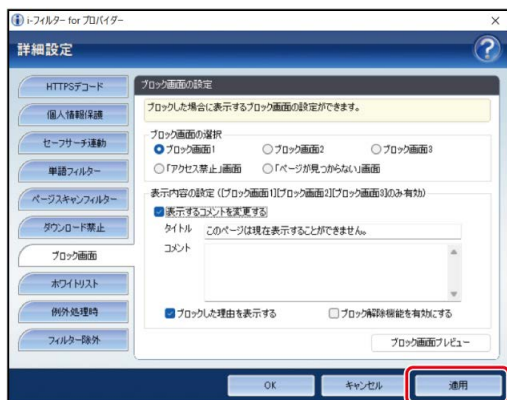 i-フィルター for プロバイダー
詳細設定
HTTPSデコード
個人情報保護
セーフサーチ連動
単語フィルター
ページスキャンフィルター
ダウンロード禁止
ブロック画面
ホワイトリスト
例外処理時
フィルター除外
ブロック画面の設定
ブロックした場合に表示するブロック画面の設定ができます。
ブロック画面の選択
ブロック画面1 ブロック画面2 ブロック画面3
「アクセス禁止」画面 「ページが見つからない」画面
表示内容の設定 ([ブロック画面1][ブロック画面2][ブロック画面3]のみ有効)
表示するコメントを変更する
タイトル このページは現在表示することができません。
コメント
ブロックした理由を表示する ブロック解除機能を有効にする
ブロック画面プレビュー
OK キャンセル 適用